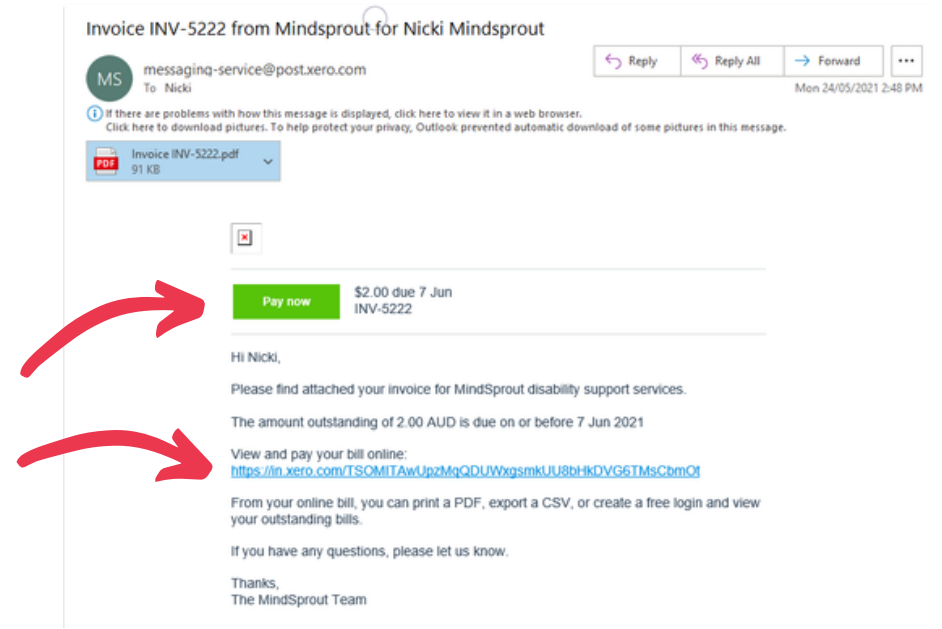 Invoice INV-5222 from Mindsprout for Nicki Mindsprout
MS
messaging-service@post.xero.com
To Nicki
Reply
Reply All
Forward
Mon 24/05/2021 2:48 PM
If there are problems with how this message is displayed, click here to view it in a web browser.
Click here to download pictures. To help protect your privacy, Outlook prevented automatic download of some pictures in this message.
PDF
Invoice INV-5222.pdf
91 KB
Pay now
$2.00 due 7 Jun
INV-5222
Hi Nicki,
Please find attached your invoice for MindSprout disability support services.
The amount outstanding of 2.00 AUD is due on or before 7 Jun 2021
View and pay your bill online:
https://in.xero.com/TSOMITAwUpzMqQDUWxgsmkUU8bHkDVG6TMsCbmOt
From your online bill, you can print a PDF, export a CSV, or create a free login and view
your outstanding bills.
If you have any questions, please let us know.
Thanks,
The MindSprout Team